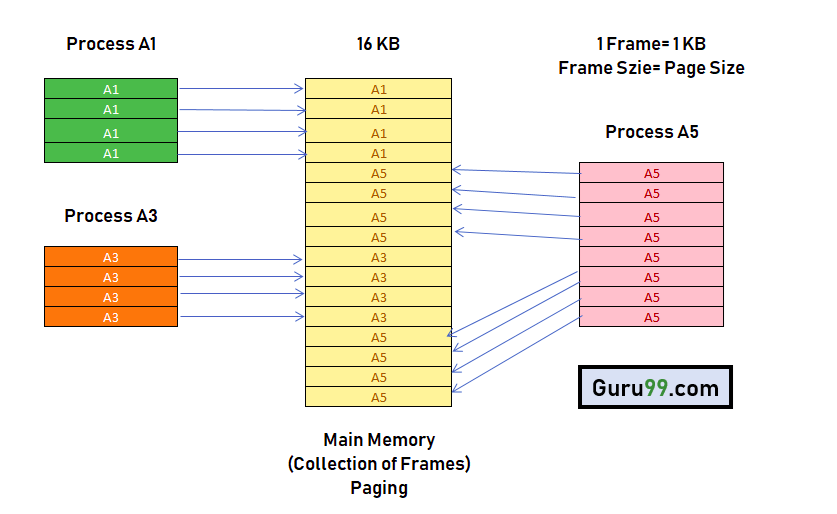 Process A1
A1
A1
A1
A1
Process A3
A3
A3
A3
A3
16 KB
A1
A1
A1
A1
A5
A5
A5
A5
A3
A3
A3
A3
A5
A5
A5
A5
Main Memory
(Collection of Frames)
Paging
1 Frame= 1 KB
Frame Szie= Page Size
Process A5
A5
A5
A5
A5
A5
A5
A5
A5
Guru99.com